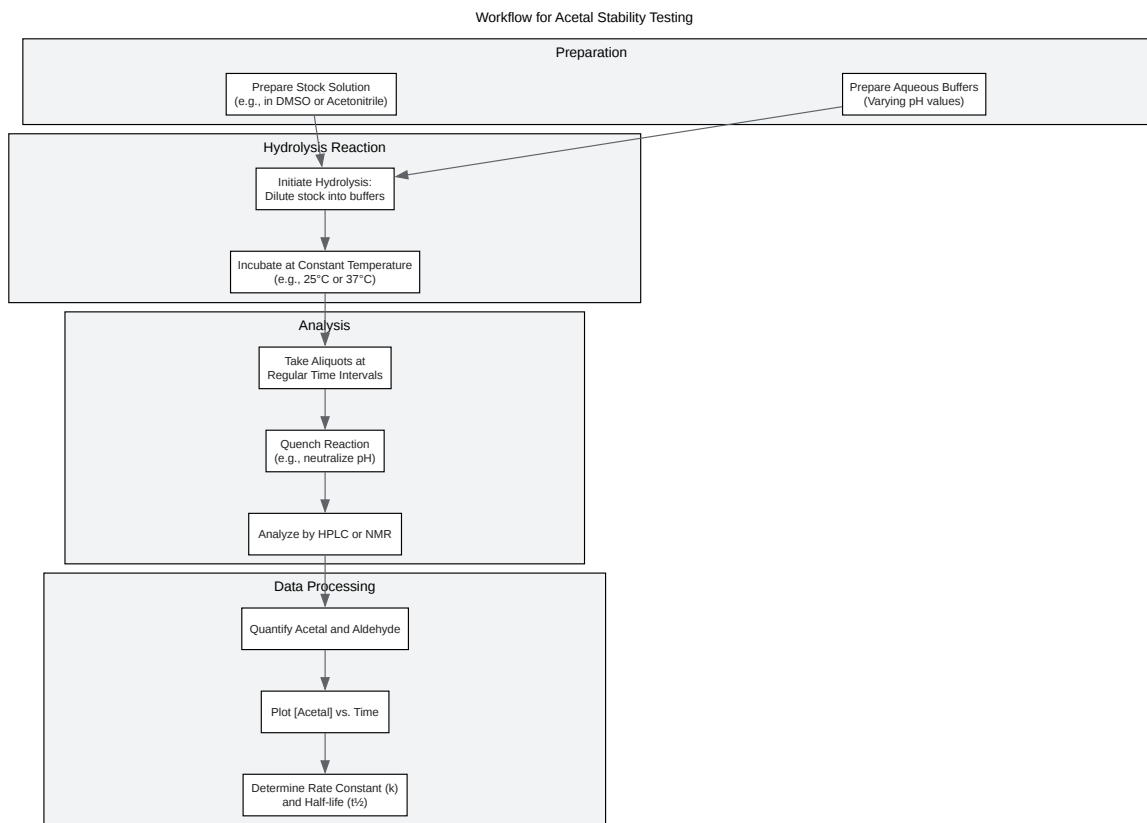 Workflow for Acetal Stability Testing
Preparation
Prepare Stock Solution
(e.g., in DMSO or Acetonitrile)
Prepare Aqueous Buffers
(Varying pH values)
Hydrolysis Reaction
Initiate Hydrolysis:
Dilute stock into buffers
Incubate at Constant Temperature
(e.g., 25°C or 37°C)
Analysis
Take Aliquots at
Regular Time Intervals
Quench Reaction
(e.g., neutralize pH)
Analyze by HPLC or NMR
Data Processing
Quantify Acetal and Aldehyde
Plot [Acetal] vs. Time
Determine Rate Constant (k)
and Half-life (t½)